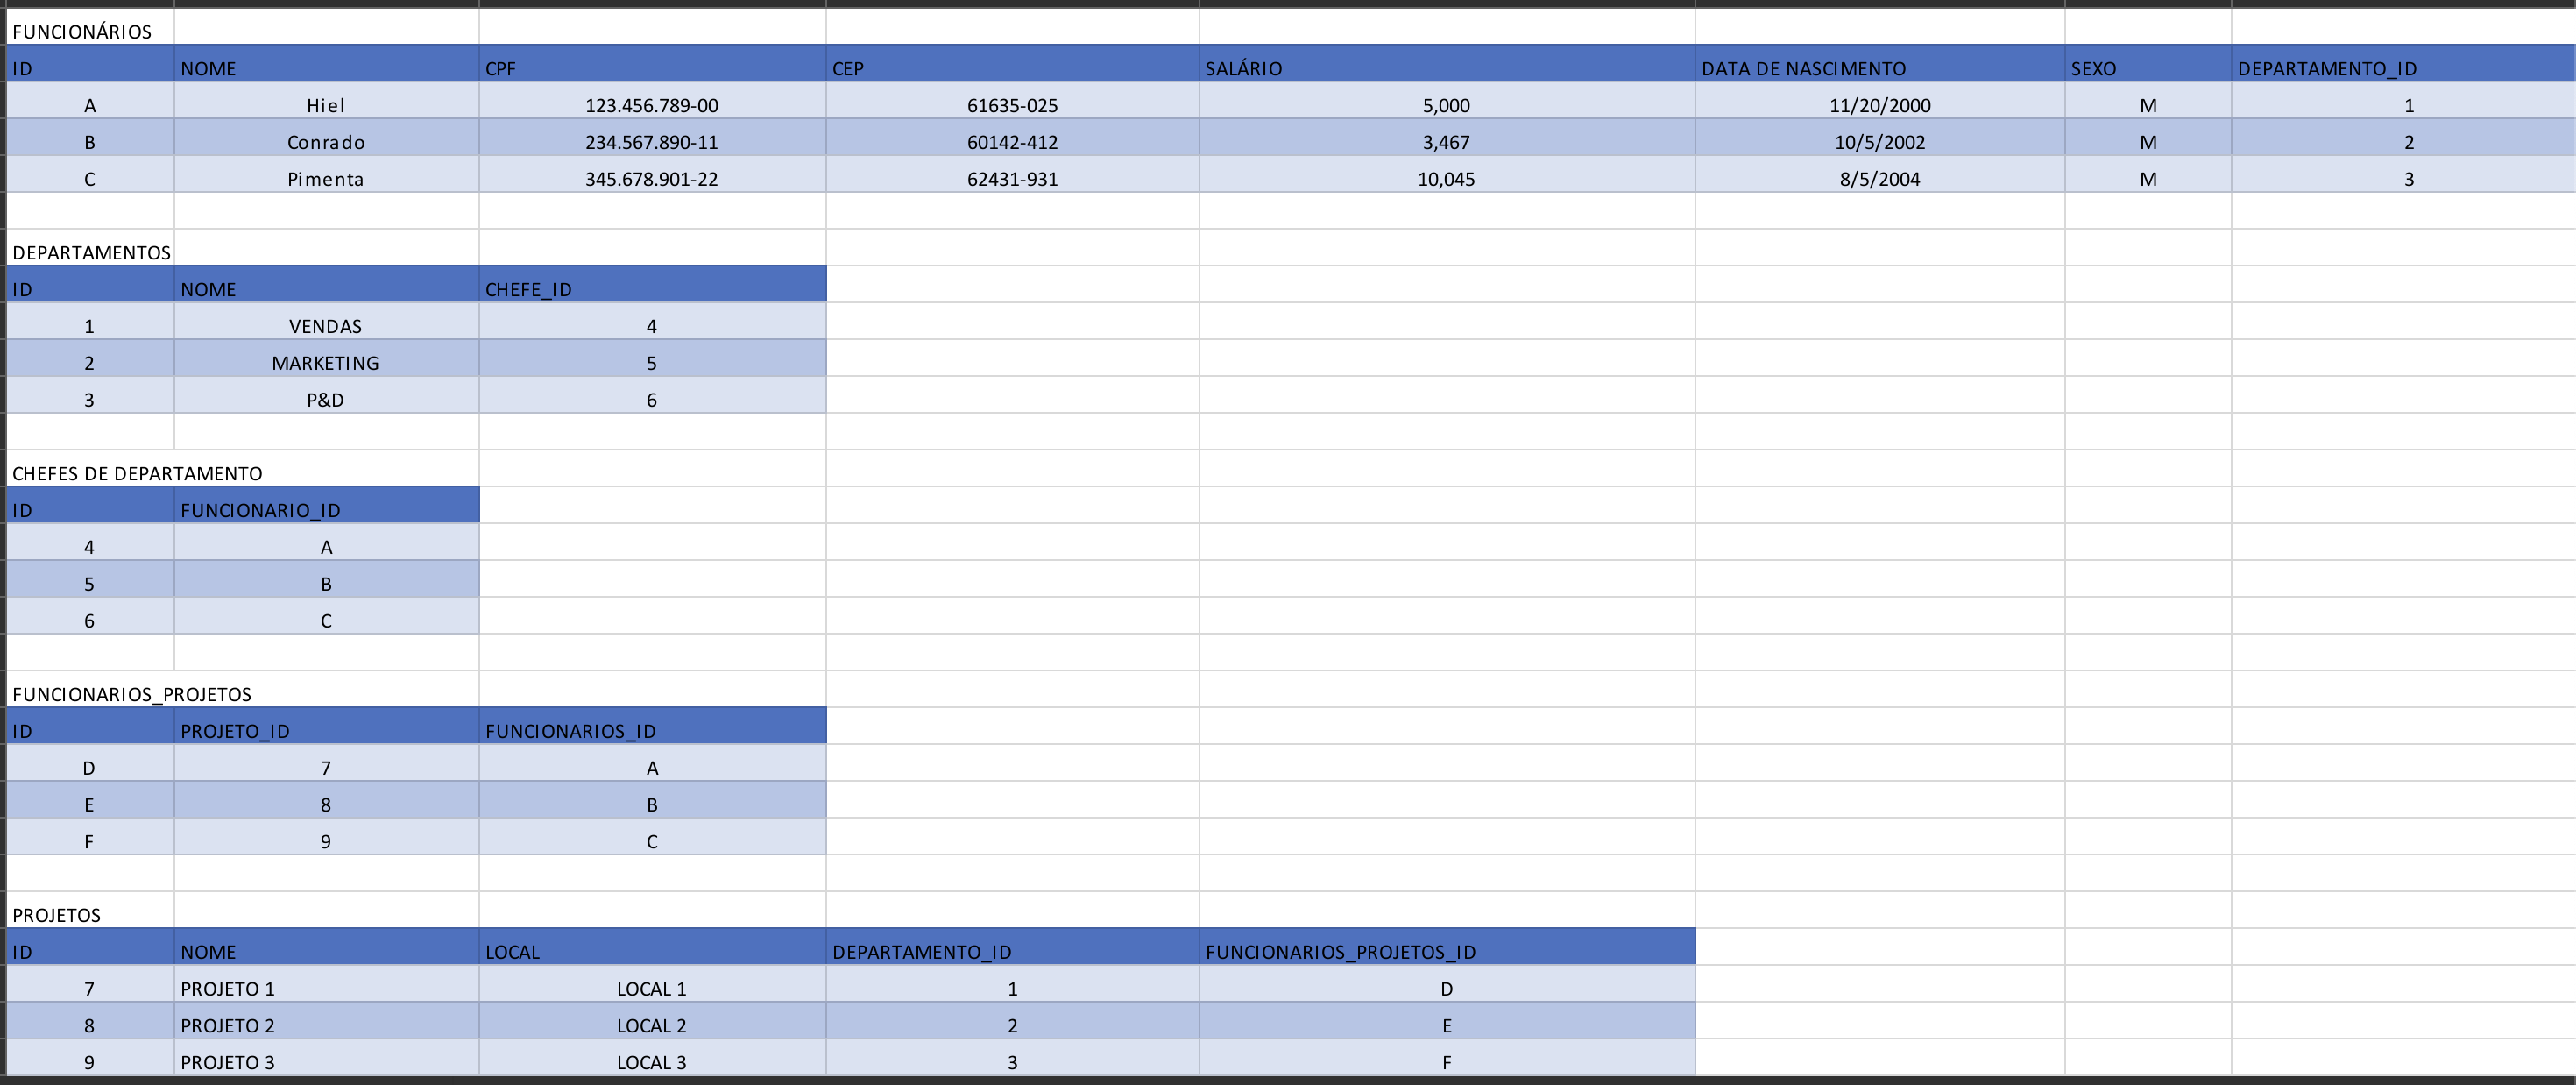 FUNCIONÁRIOS
ID NOME CPF CEP SALÁRIO DATA DE NASCIMENTO SEXO DEPARTAMENTO_ID
A Hiel 123.456.789-00 61635-025 5,000 11/20/2000 M 1
B Conrado 234.567.890-11 60142-412 3,467 10/5/2002 M 2
C Pimenta 345.678.901-22 62431-931 10,045 8/5/2004 M 3
DEPARTAMENTOS
ID NOME CHEFE_ID
1 VENDAS 4
2 MARKETING 5
3 P&D 6
CHEFES DE DEPARTAMENTO
ID FUNCIONARIO_ID
4 A
5 B
6 C
FUNCIONARIOS_PROJETOS
ID PROJETO_ID FUNCIONARIOS_ID
D 7 A
E 8 B
F 9 C
PROJETOS
ID NOME LOCAL DEPARTAMENTO_ID FUNCIONARIOS_PROJETOS_ID
7 PROJETO 1 LOCAL 1 1 D
8 PROJETO 2 LOCAL 2 2 E
9 PROJETO 3 LOCAL 3 3 F